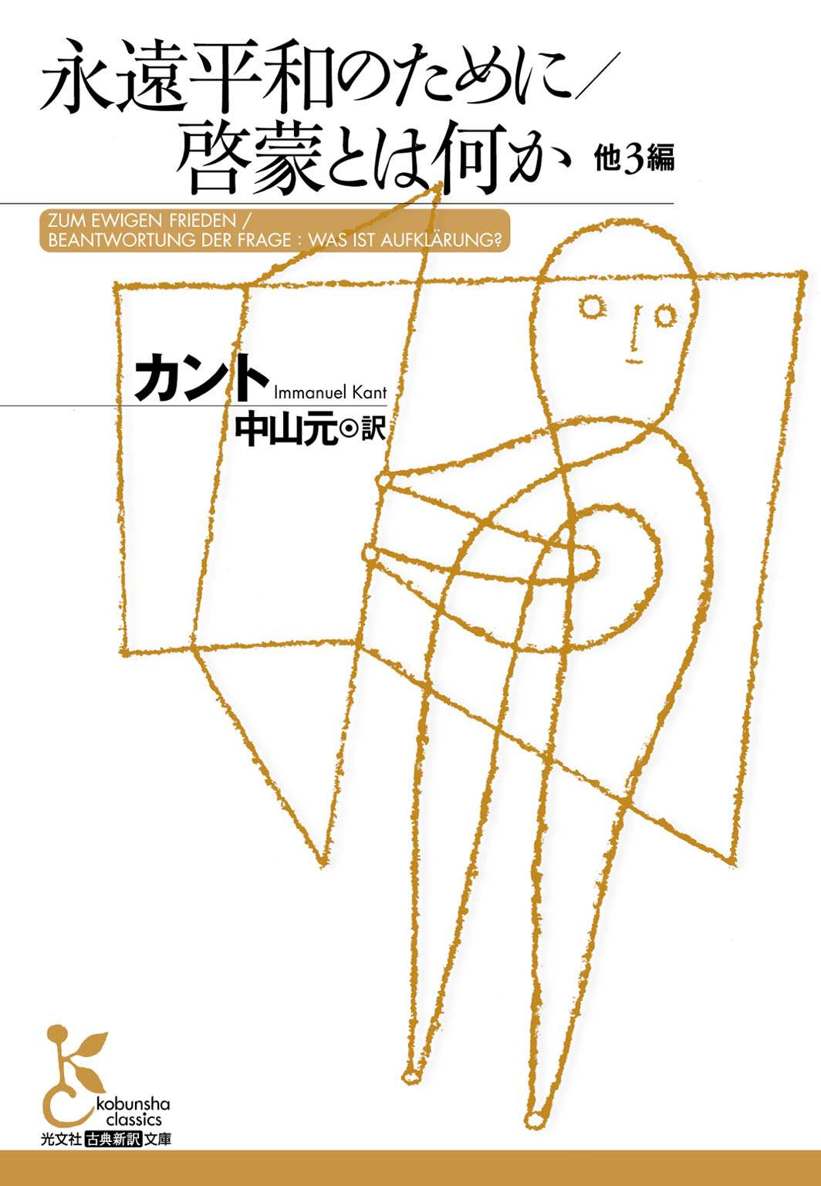 永遠平和のために/
啓蒙とは何か 他3編
ZUM EWIGEN FRIEDEN /
BEANTWORTUNG DER FRAGE : WAS IST AUFKLÄRUNG?
カント Immanuel Kant
中山元◉訳
kobunsha
classics
光文社古典新訳文庫